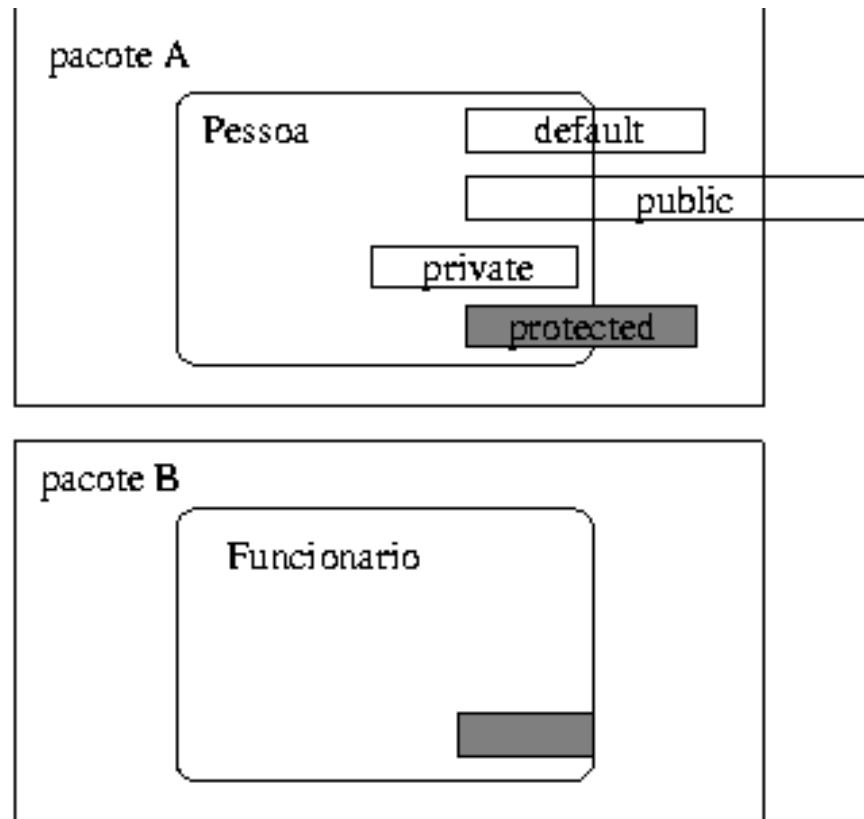 pacote A
Pessoa
default
public
private
protected
pacote B
Funcionario